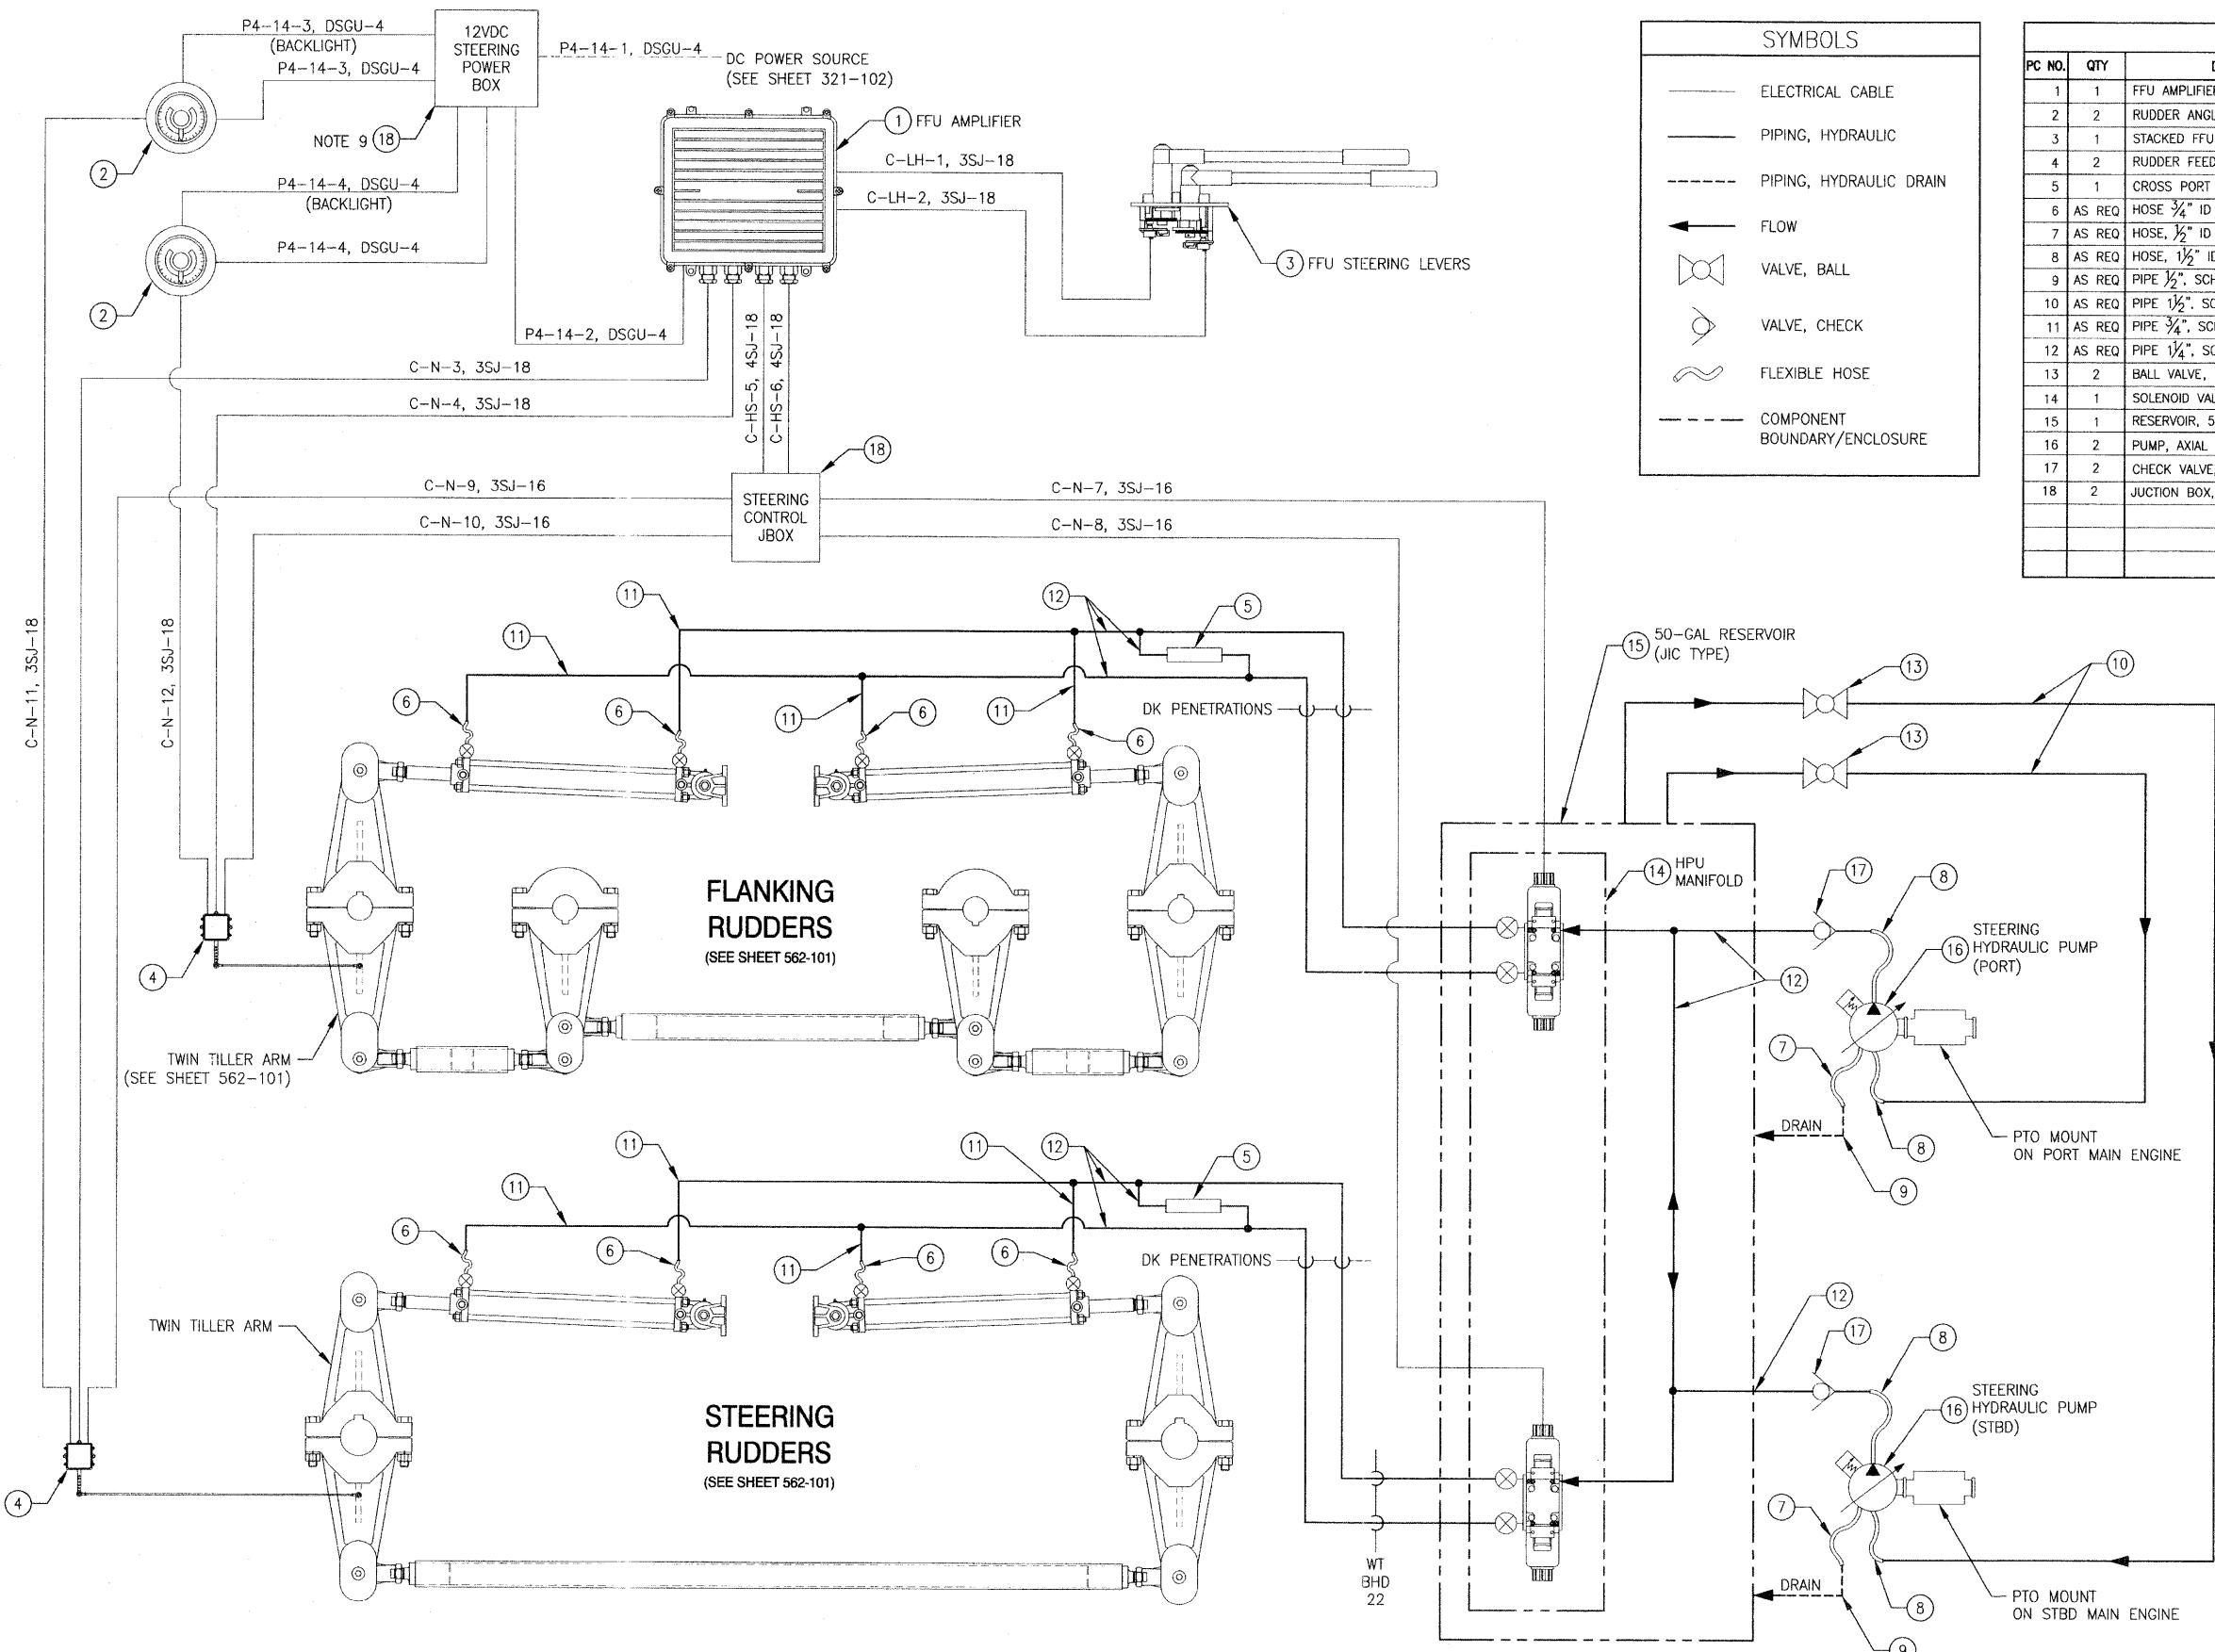 P4-14-3, DSGU-4
(BACKLIGHT)
P4-14-3, DSGU-4
12VDC
STEERING
POWER
BOX
P4-14-1, DSGU-4
DC POWER SOURCE
(SEE SHEET 321-102)
NOTE 9
18
2
P4-14-4, DSGU-4
(BACKLIGHT)
P4-14-4, DSGU-4
2
P4-14-2, DSGU-4
1 FFU AMPLIFIER
C-LH-1, 3SJ-18
C-LH-2, 3SJ-18
3 FFU STEERING LEVERS
C-N-3, 3SJ-18
C-N-4, 3SJ-18
C-HS-5, 4SJ-18
C-HS-6, 4SJ-18
18
STEERING
CONTROL
JBOX
C-N-9, 3SJ-16
C-N-10, 3SJ-16
C-N-7, 3SJ-16
C-N-8, 3SJ-16
C-N-11, 3SJ-18
C-N-12, 3SJ-18
SYMBOLS
ELECTRICAL CABLE
PIPING, HYDRAULIC
PIPING, HYDRAULIC DRAIN
FLOW
VALVE, BALL
VALVE, CHECK
FLEXIBLE HOSE
COMPONENT
BOUNDARY/ENCLOSURE
PC NO. QTY
1 1 FFU AMPLIFIER
2 2 RUDDER ANGL
3 1 STACKED FFU
4 2 RUDDER FEED
5 1 CROSS PORT
6 AS REQ HOSE 3/4" ID
7 AS REQ HOSE, 1/2" ID
8 AS REQ HOSE, 1 1/2" ID
9 AS REQ PIPE 1/2", SCH
10 AS REQ PIPE 1 1/2". SC
11 AS REQ PIPE 3/4", SCH
12 AS REQ PIPE 1 1/4", SC
13 2 BALL VALVE,
14 1 SOLENOID VAL
15 1 RESERVOIR, 5
16 2 PUMP, AXIAL
17 2 CHECK VALVE,
18 2 JUCTION BOX,
11
11
12
5
6
6
11
6
11
6
DK PENETRATIONS
15 50-GAL RESERVOIR
(JIC TYPE)
13
10
13
FLANKING
RUDDERS
(SEE SHEET 562-101)
4
TWIN TILLER ARM
(SEE SHEET 562-101)
14 HPU
MANIFOLD
17
8
16 STEERING
HYDRAULIC PUMP
(PORT)
12
7
DRAIN
8
9
PTO MOUNT
ON PORT MAIN ENGINE
11
11
11
12
5
6
6
11
6
6
DK PENETRATIONS
TWIN TILLER ARM
STEERING
RUDDERS
(SEE SHEET 562-101)
4
WT
BHD
22
12
17
8
16 STEERING
HYDRAULIC PUMP
(STBD)
7
DRAIN
8
9
PTO MOUNT
ON STBD MAIN ENGINE